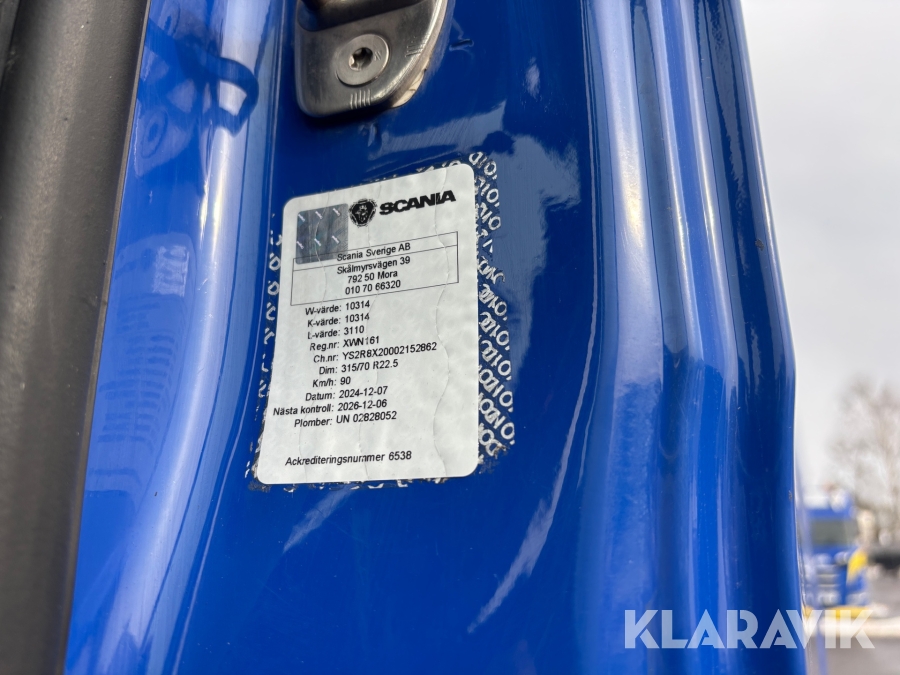 SCANIA
Scania Sverige AB
Skålmyrsvägen 39
792 50 Mora
010 70 66320
W-värde: 10314
K-värde: 10314
L-värde: 3110
Reg.nr: XWN161
Ch.nr: YS2R8X20002152862
Dim: 315/70 R22.5
Km/h: 90
Datum: 2024-12-07
Nästa kontroll: 2026-12-06
Plomber: UN 02828052
Ackrediteringsnummer 6538
KLARAVIK